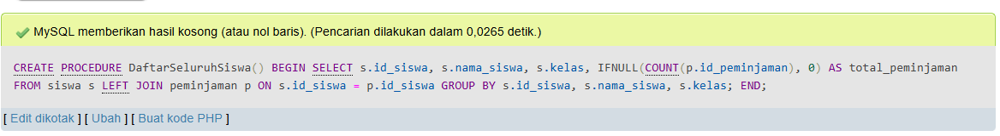 MySQL memberikan hasil kosong (atau nol baris). (Pencarian dilakukan dalam 0,0265 detik.)
CREATE PROCEDURE DaftarSeluruhSiswa() BEGIN SELECT s.id_siswa, s.nama_siswa, s.kelas, IFNULL(COUNT(p.id_peminjaman), 0) AS total_peminjaman
FROM siswa s LEFT JOIN peminjaman p ON s.id_siswa = p.id_siswa GROUP BY s.id_siswa, s.nama_siswa, s.kelas; END;
[ Edit dikotak ] [ Ubah ] [ Buat kode PHP ]